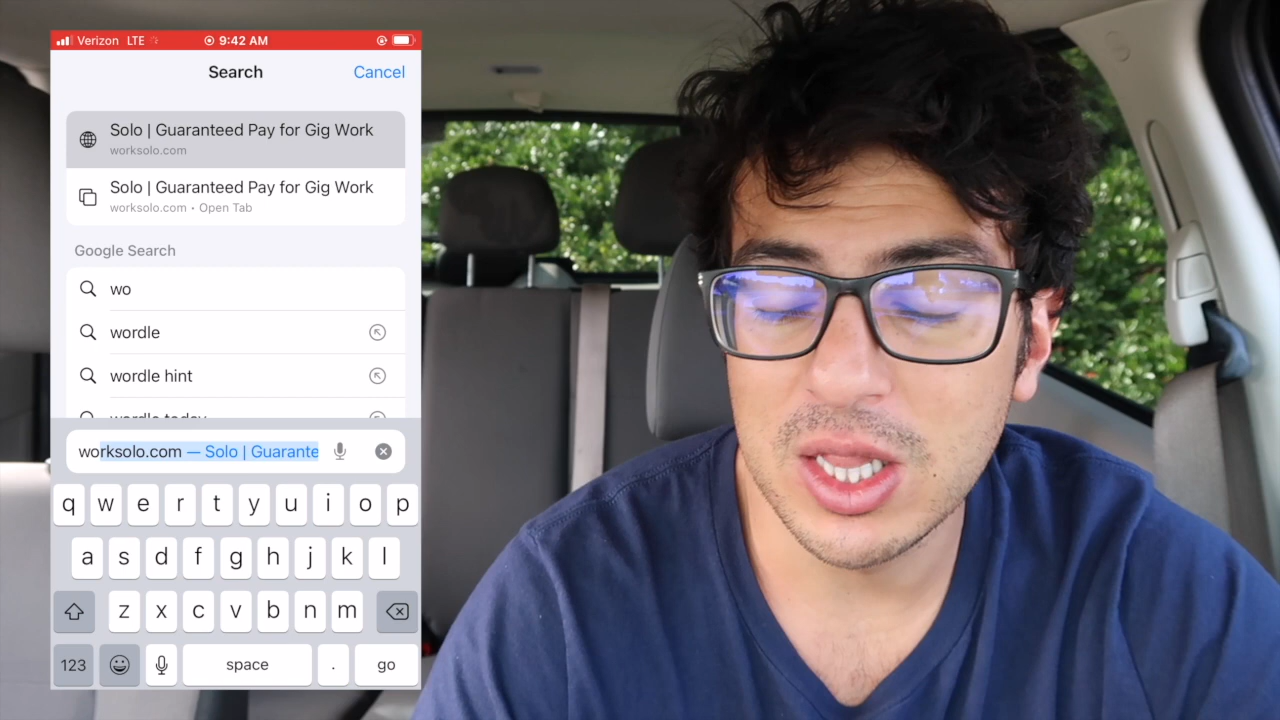 Verizon LTE 9:42 AM
Search Cancel
Solo | Guaranteed Pay for Gig Work
worksolo.com
Solo | Guaranteed Pay for Gig Work
worksolo.com • Open Tab
Google Search
wo
wordle
wordle hint
wordle today
worksolo.com — Solo | Guarante
q w e r t y u i o p
a s d f g h j k l
z x c v b n m
123 space . go